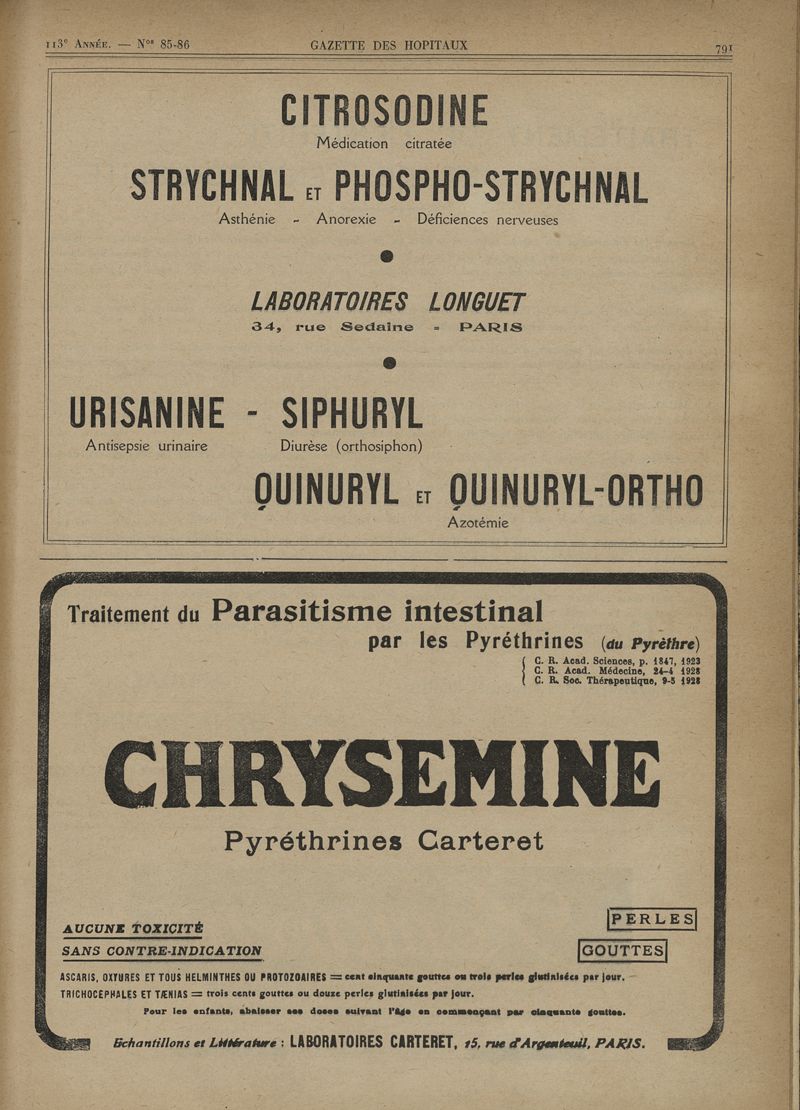 113e Année. — Nos 85-86 GAZETTE DES HOPITAUX 791
CITROSODINE
Médication citratée
STRYCHNAL ET PHOSPHO-STRYCHNAL
Asthénie - Anorexie - Déficiences nerveuses
LABORATOIRES LONGUET
34, rue Sedaine - PARIS
URISANINE - SIPHURYL
Antisepsie urinaire Diurèse (orthosiphon)
QUINURYL ET QUINURYL-ORTHO
Azotémie
Traitement du Parasitisme intestinal
par les Pyréthrines (du Pyrèthre)
C. R. Acad. Sciences, p. 1847, 1923
C. R. Acad. Médecine, 24-4 1928
C. R. Soc. Thérapeutique, 9-5 1928
CHRYSEMINE
Pyréthrines Carteret
AUCUNE TOXICITÉ
PERLES
SANS CONTRE-INDICATION
GOUTTES
ASCARIS, OXYURES ET TOUS HELMINTHES OU PROTOZOAIRES = cent cinquante gouttes ou trois perles glutinisées par jour.
TRICHOCEPHALES ET TÆNIAS = trois cents gouttes ou douze perles glutinisées par jour.
Pour les enfants, abaisser ses doses suivant l'âge en commençant par cinquante gouttes.
Echantillons et Littérature : LABORATOIRES CARTERET, 15, rue d'Argenteuil, PARIS.